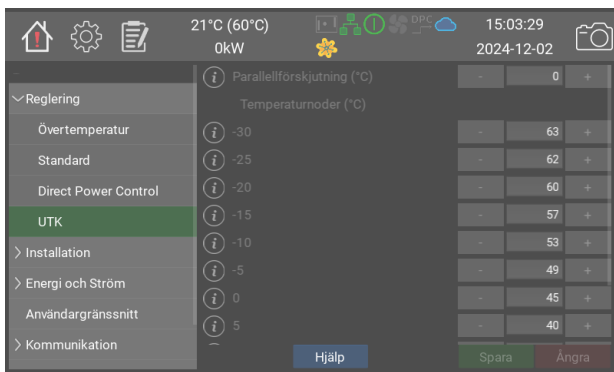 21°C (60°C)
0kW
DPC
15:03:29
2024-12-02
Reglering
Övertemperatur
Standard
Direct Power Control
UTK
Installation
Energi och Ström
Användargränssnitt
Kommunikation
Parallellförskjutning (°C) - 0 +
Temperaturnoder (°C)
-30 - 63 +
-25 - 62 +
-20 - 60 +
-15 - 57 +
-10 - 53 +
-5 - 49 +
0 - 45 +
5 - 40 +
Hjälp
Spara
Ångra